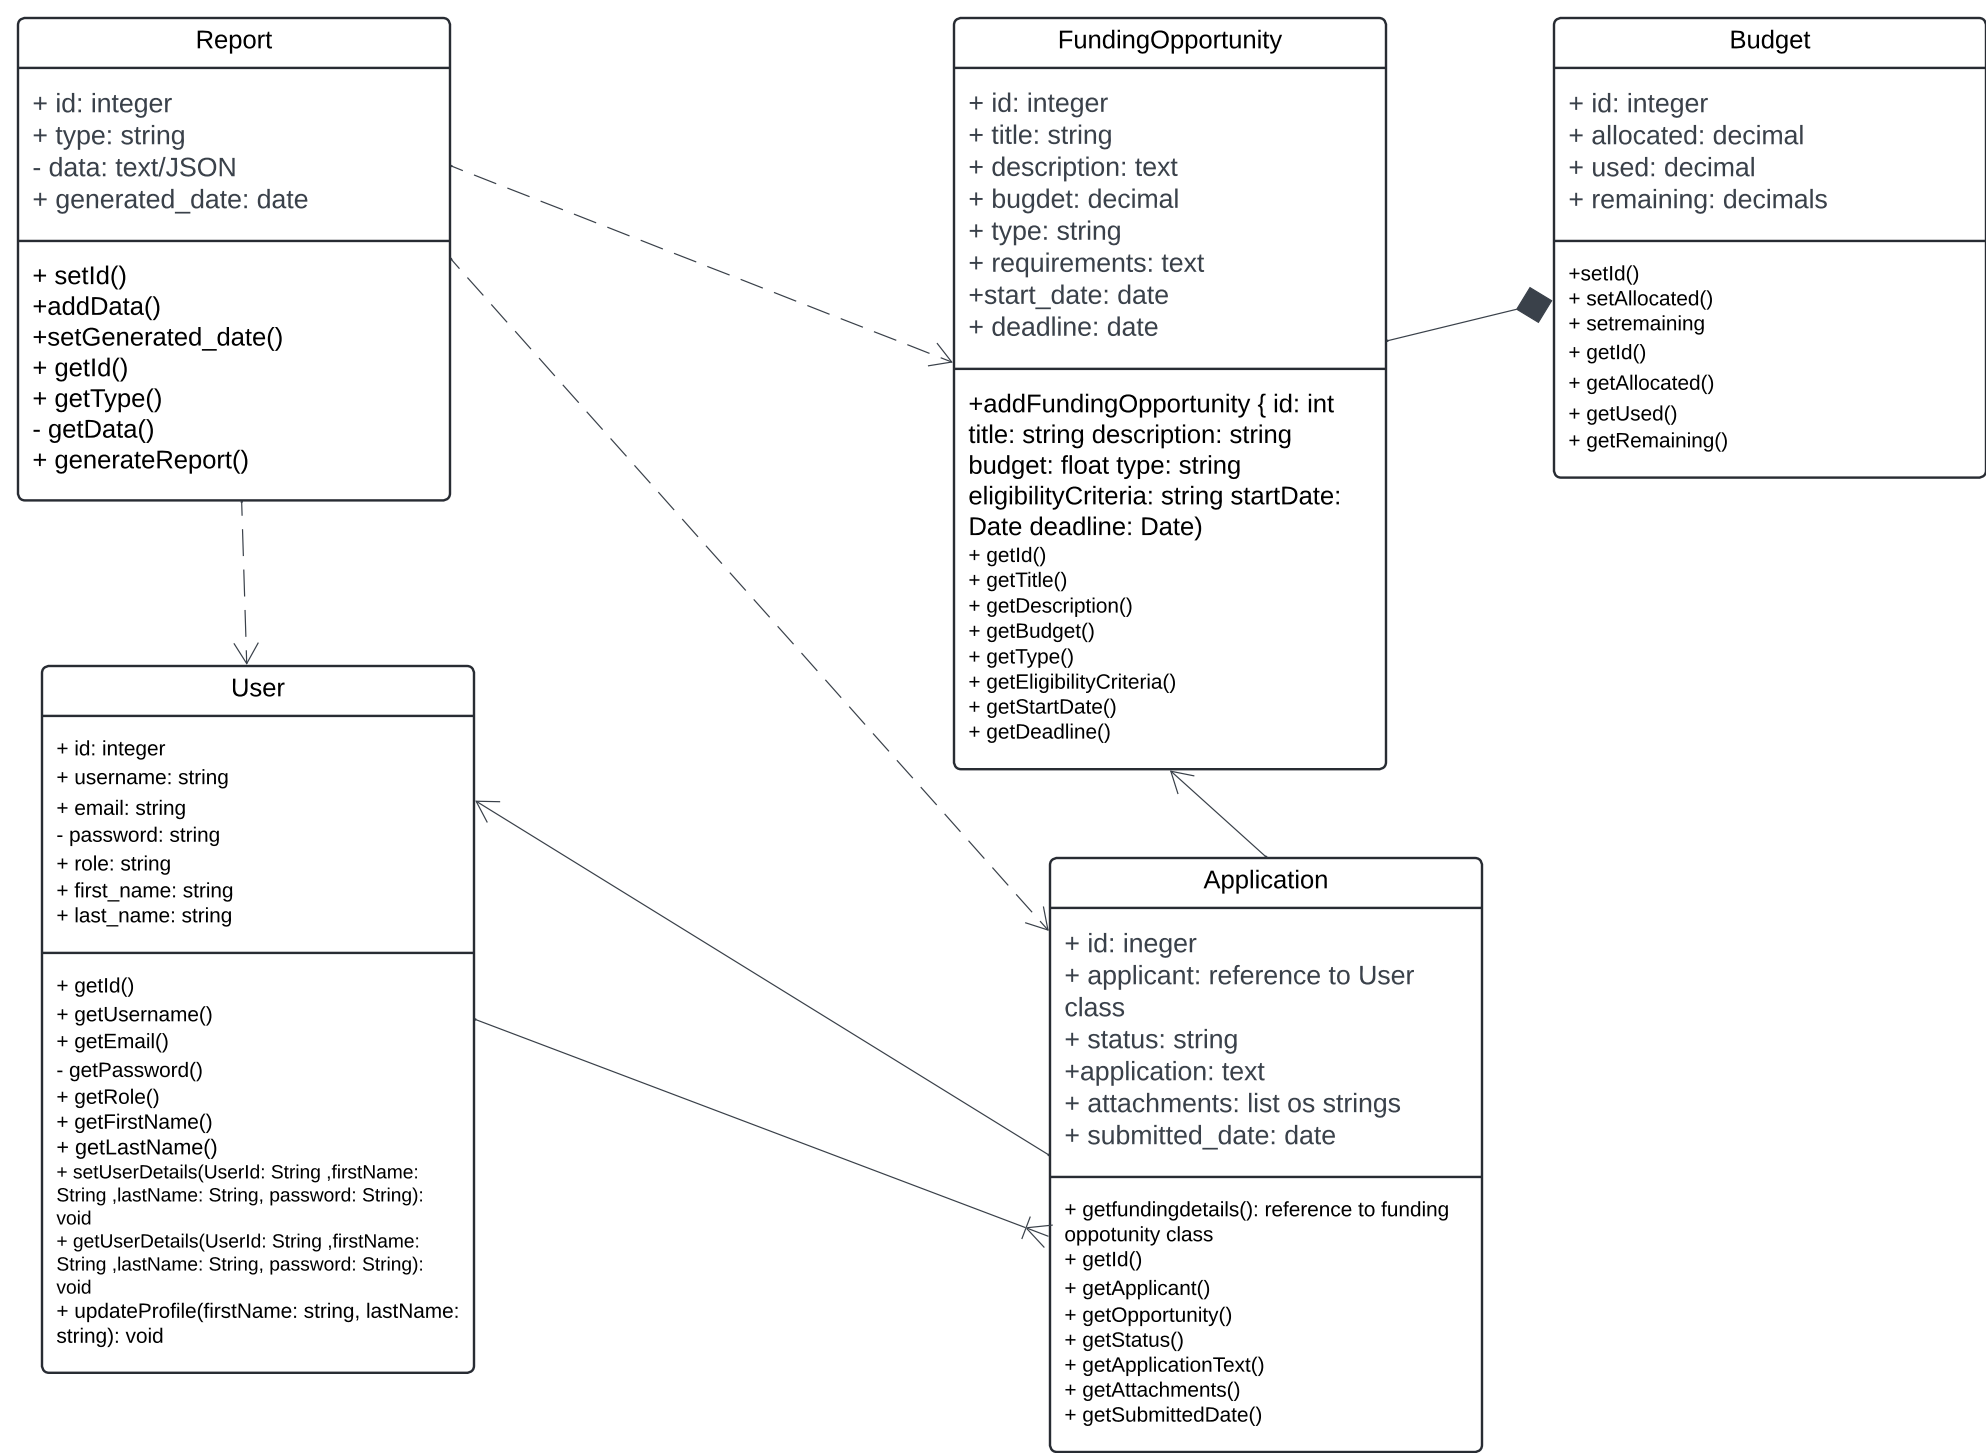 Report
+ id: integer
+ type: string
- data: text/JSON
+ generated_date: date
+ setId()
+addData()
+setGenerated_date()
+ getId()
+ getType()
- getData()
+ generateReport()
FundingOpportunity
+ id: integer
+ title: string
+ description: text
+ bugdet: decimal
+ type: string
+ requirements: text
+start_date: date
+ deadline: date
+addFundingOpportunity { id: int
title: string description: string
budget: float type: string
eligibilityCriteria: string startDate:
Date deadline: Date)
+ getId()
+ getTitle()
+ getDescription()
+ getBudget()
+ getType()
+ getEligibilityCriteria()
+ getStartDate()
+ getDeadline()
Budget
+ id: integer
+ allocated: decimal
+ used: decimal
+ remaining: decimals
+setId()
+ setAllocated()
+ setremaining
+ getId()
+ getAllocated()
+ getUsed()
+ getRemaining()
User
+ id: integer
+ username: string
+ email: string
- password: string
+ role: string
+ first_name: string
+ last_name: string
+ getId()
+ getUsername()
+ getEmail()
- getPassword()
+ getRole()
+ getFirstName()
+ getLastName()
+ setUserDetails(UserId: String ,firstName:
String ,lastName: String, password: String):
void
+ getUserDetails(UserId: String ,firstName:
String ,lastName: String, password: String):
void
+ updateProfile(firstName: string, lastName:
string): void
Application
+ id: ineger
+ applicant: reference to User
class
+ status: string
+application: text
+ attachments: list os strings
+ submitted_date: date
+ getfundingdetails(): reference to funding
oppotunity class
+ getId()
+ getApplicant()
+ getOpportunity()
+ getStatus()
+ getApplicationText()
+ getAttachments()
+ getSubmittedDate()